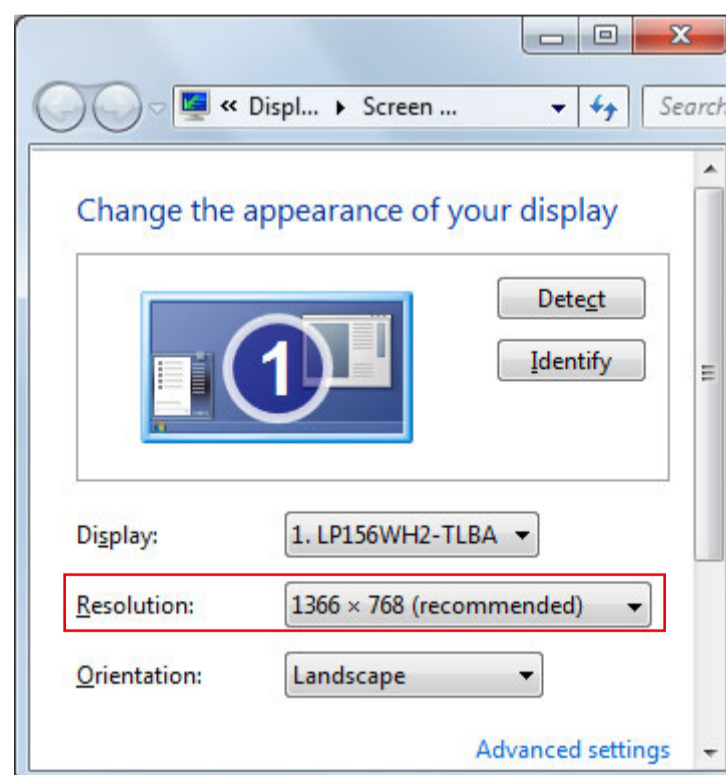 « Displ... ▸ Screen ...
Search
Change the appearance of your display
1
Detect
Identify
Display: 1. LP156WH2-TLBA
Resolution: 1366 × 768 (recommended)
Orientation: Landscape
Advanced settings